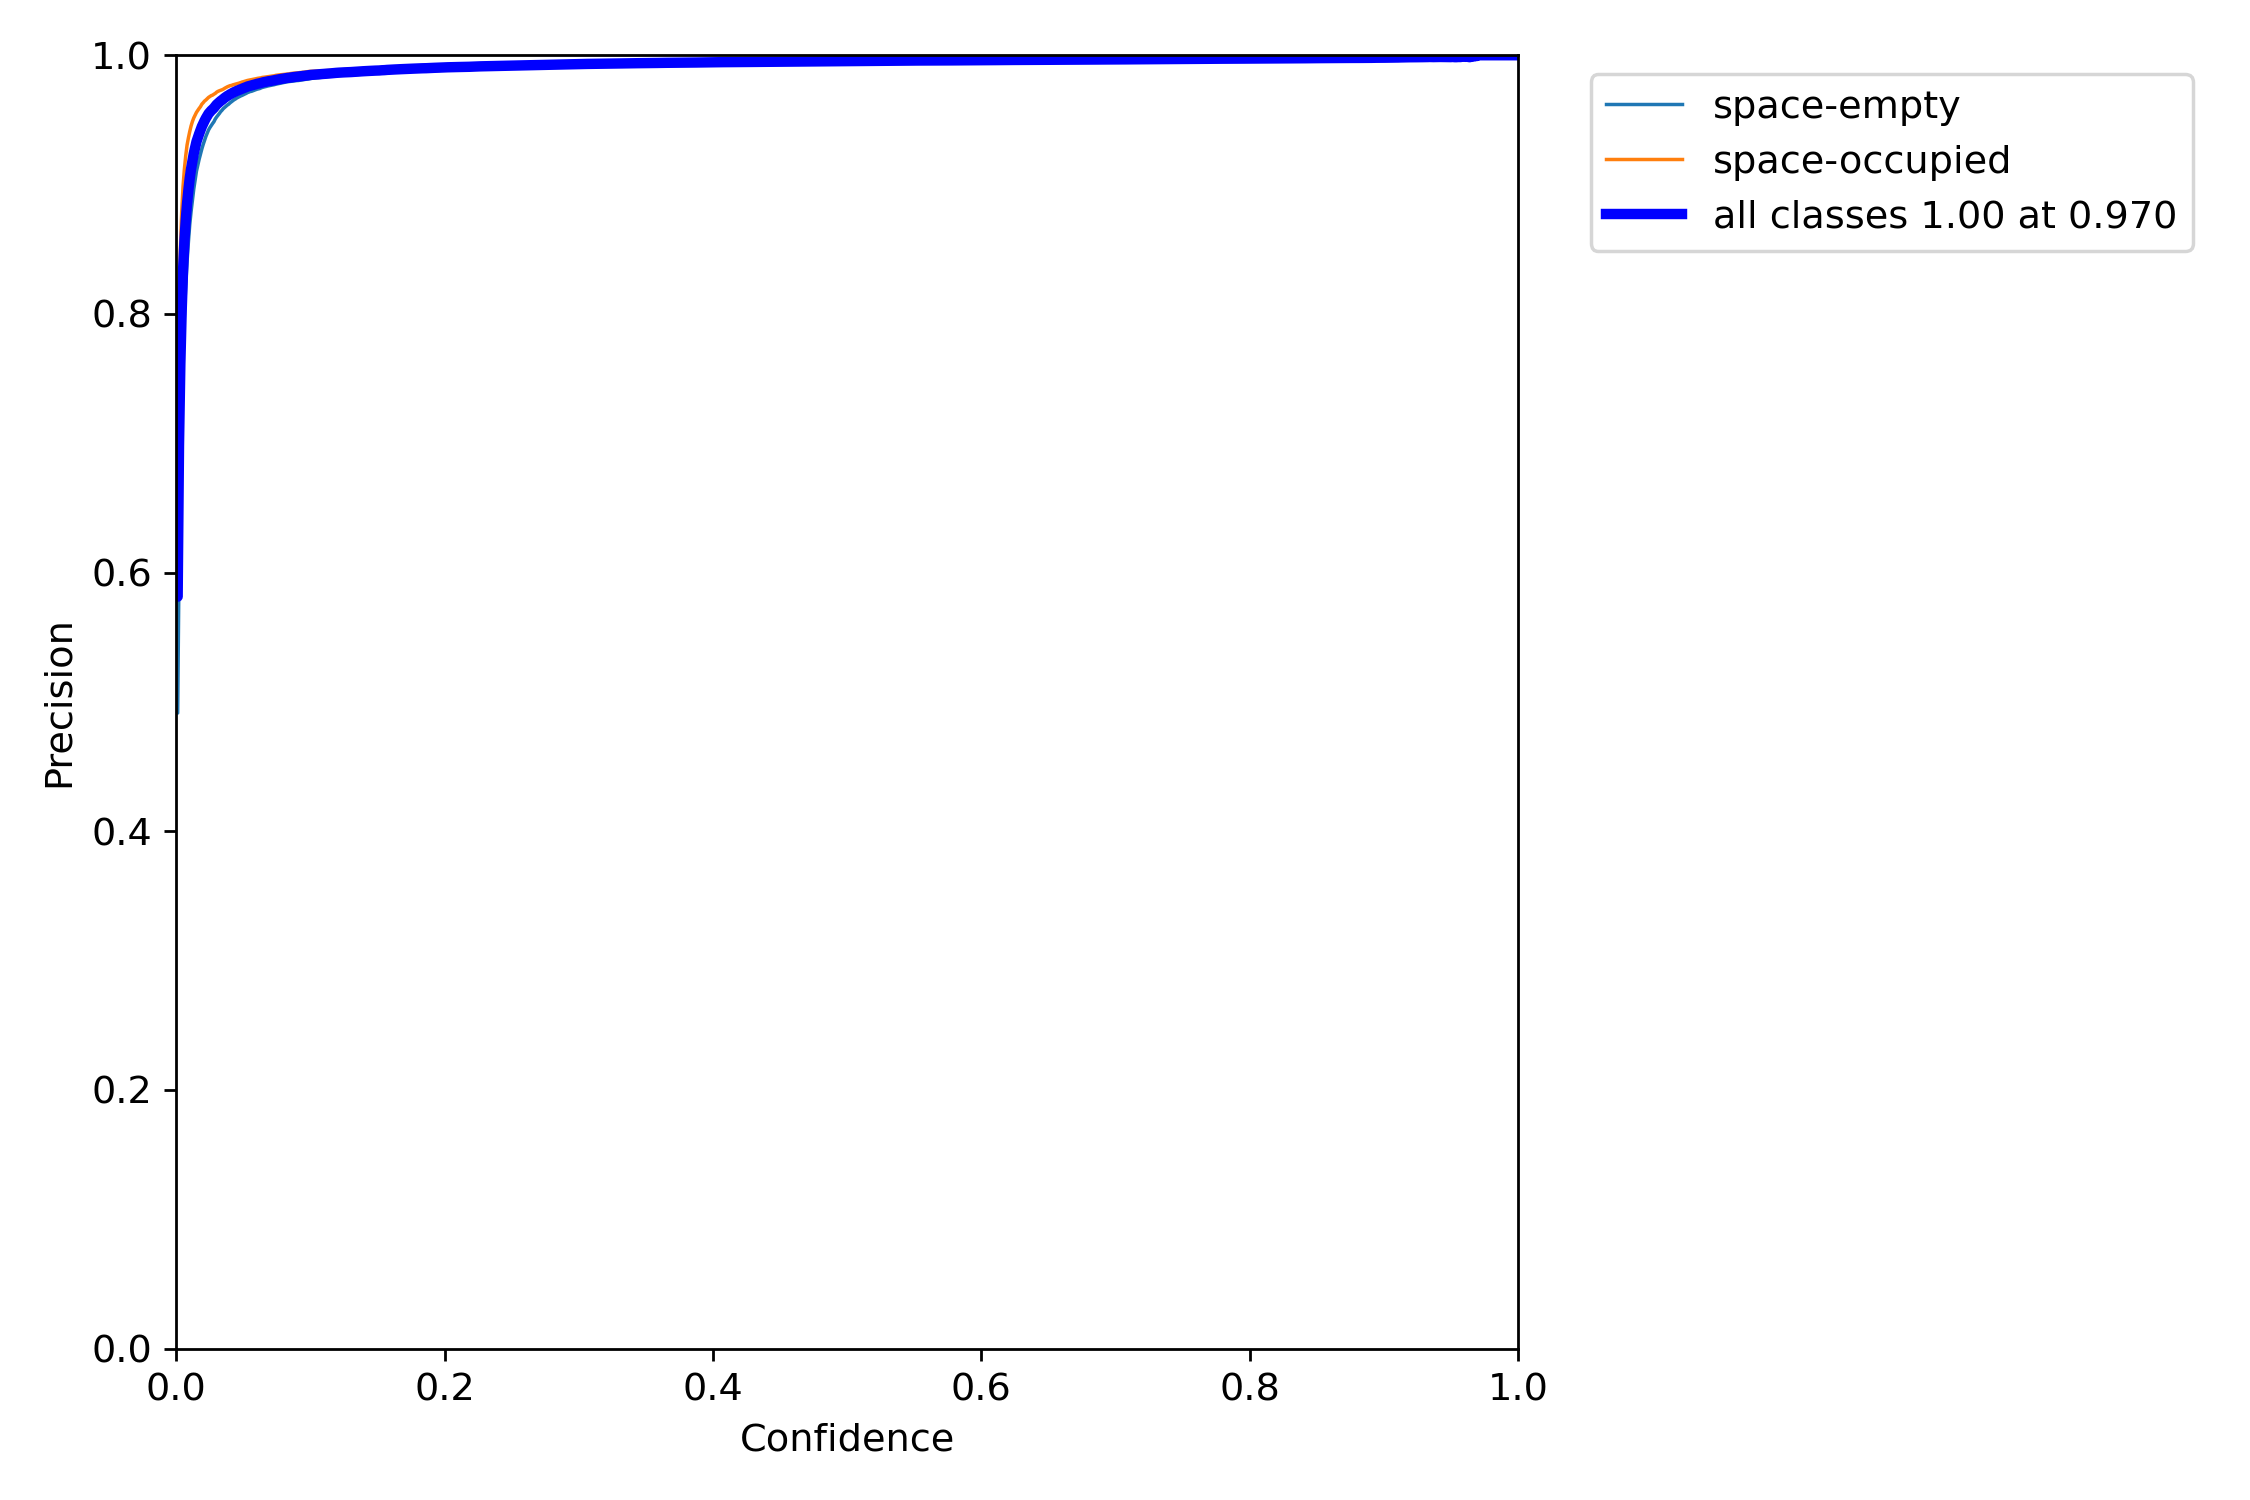 1.0
0.8
0.6
0.4
0.2
0.0
Precision
0.0 0.2 0.4 0.6 0.8 1.0
Confidence
space-empty
space-occupied
all classes 1.00 at 0.970